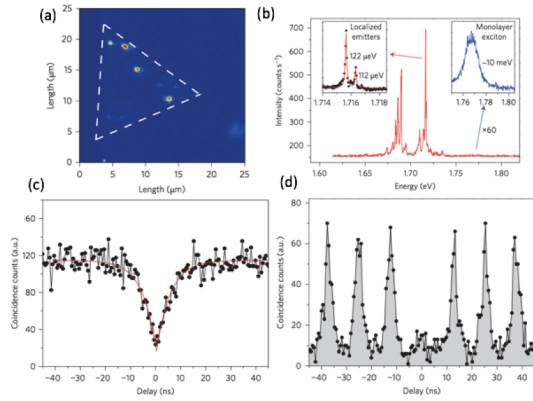 (a)
25
20
15
10
5
0
0 5 10 15 20 25
Length (μm)
Length (μm)
(b)
Intensity (counts s⁻¹)
700
600
500
400
300
200
Localized
emitters
122 μeV
112 μeV
1.714 1.716 1.718
Monolayer
exciton
~10 meV
1.76 1.78 1.80
×60
1.60 1.65 1.70 1.75 1.80
Energy (eV)
(c)
Coincidence counts (a.u.)
160
120
80
40
0
-40 -30 -20 -10 0 10 20 30 40
Delay (ns)
(d)
Coincidence counts (a.u.)
80
60
40
20
0
-40 -30 -20 -10 0 10 20 30 40
Delay (ns)